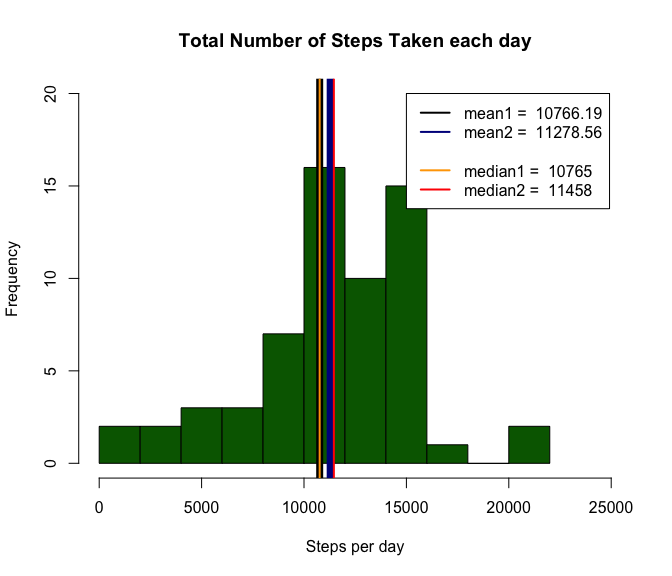 Total Number of Steps Taken each day
20
15
10
5
0
Frequency
mean1 = 10766.19
mean2 = 11278.56
median1 = 10765
median2 = 11458
0 5000 10000 15000 20000 25000
Steps per day